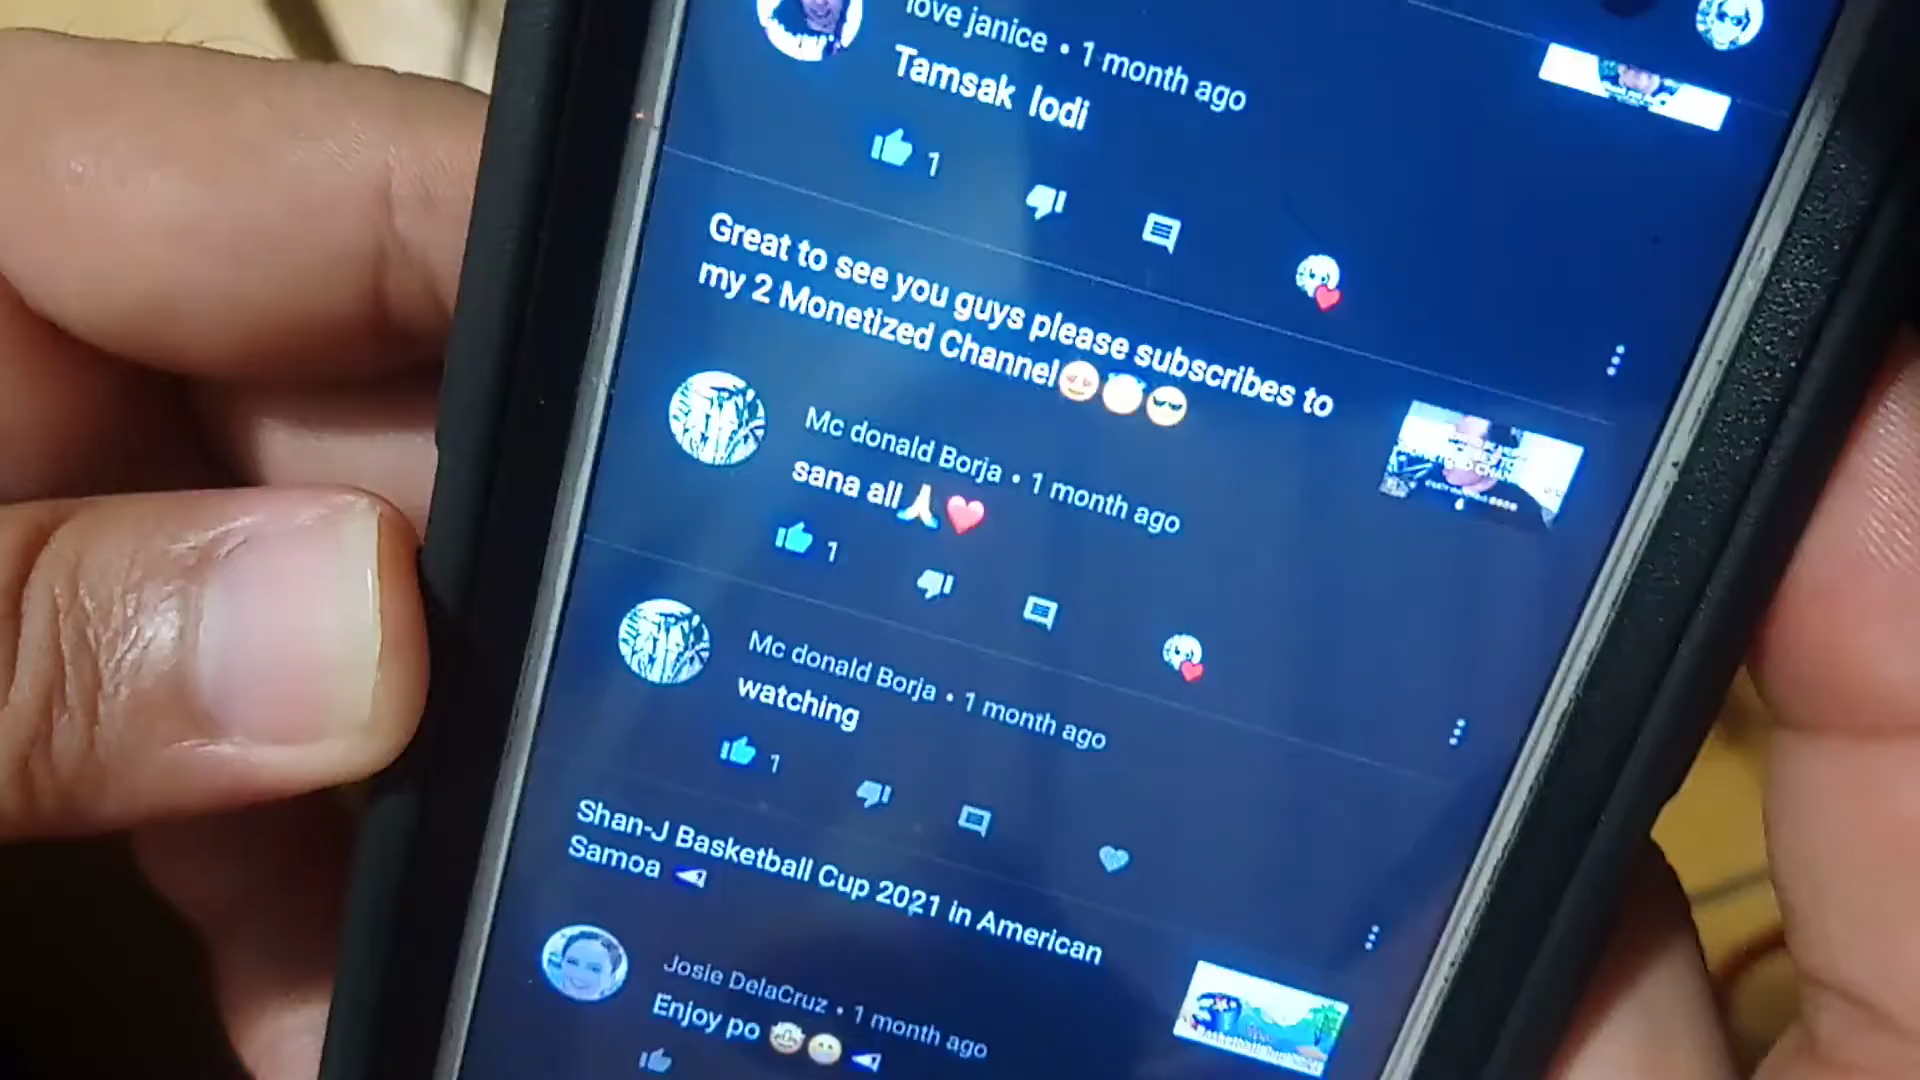 love janice • 1 month ago
Tamsak lodi
1
Great to see you guys please subscribes to
my 2 Monetized Channel😍😇😎
Mc donald Borja • 1 month ago
sana all🙏❤️
1
Mc donald Borja • 1 month ago
watching
1
Shan-J Basketball Cup 2021 in American
Samoa 🇦🇸
Josie DelaCruz • 1 month ago
Enjoy po 🤩😁🇦🇸